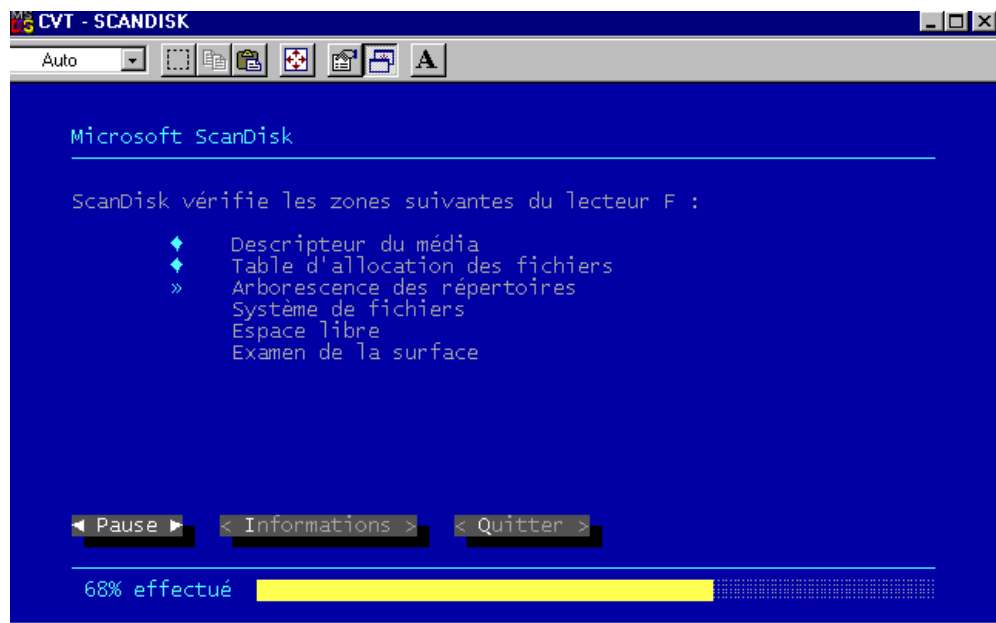 CVT - SCANDISK
Auto
A
Microsoft ScanDisk
ScanDisk vérifie les zones suivantes du lecteur F :
♦ Descripteur du média
♦ Table d'allocation des fichiers
» Arborescence des répertoires
Système de fichiers
Espace libre
Examen de la surface
◄ Pause ► < Informations > < Quitter >
68% effectué